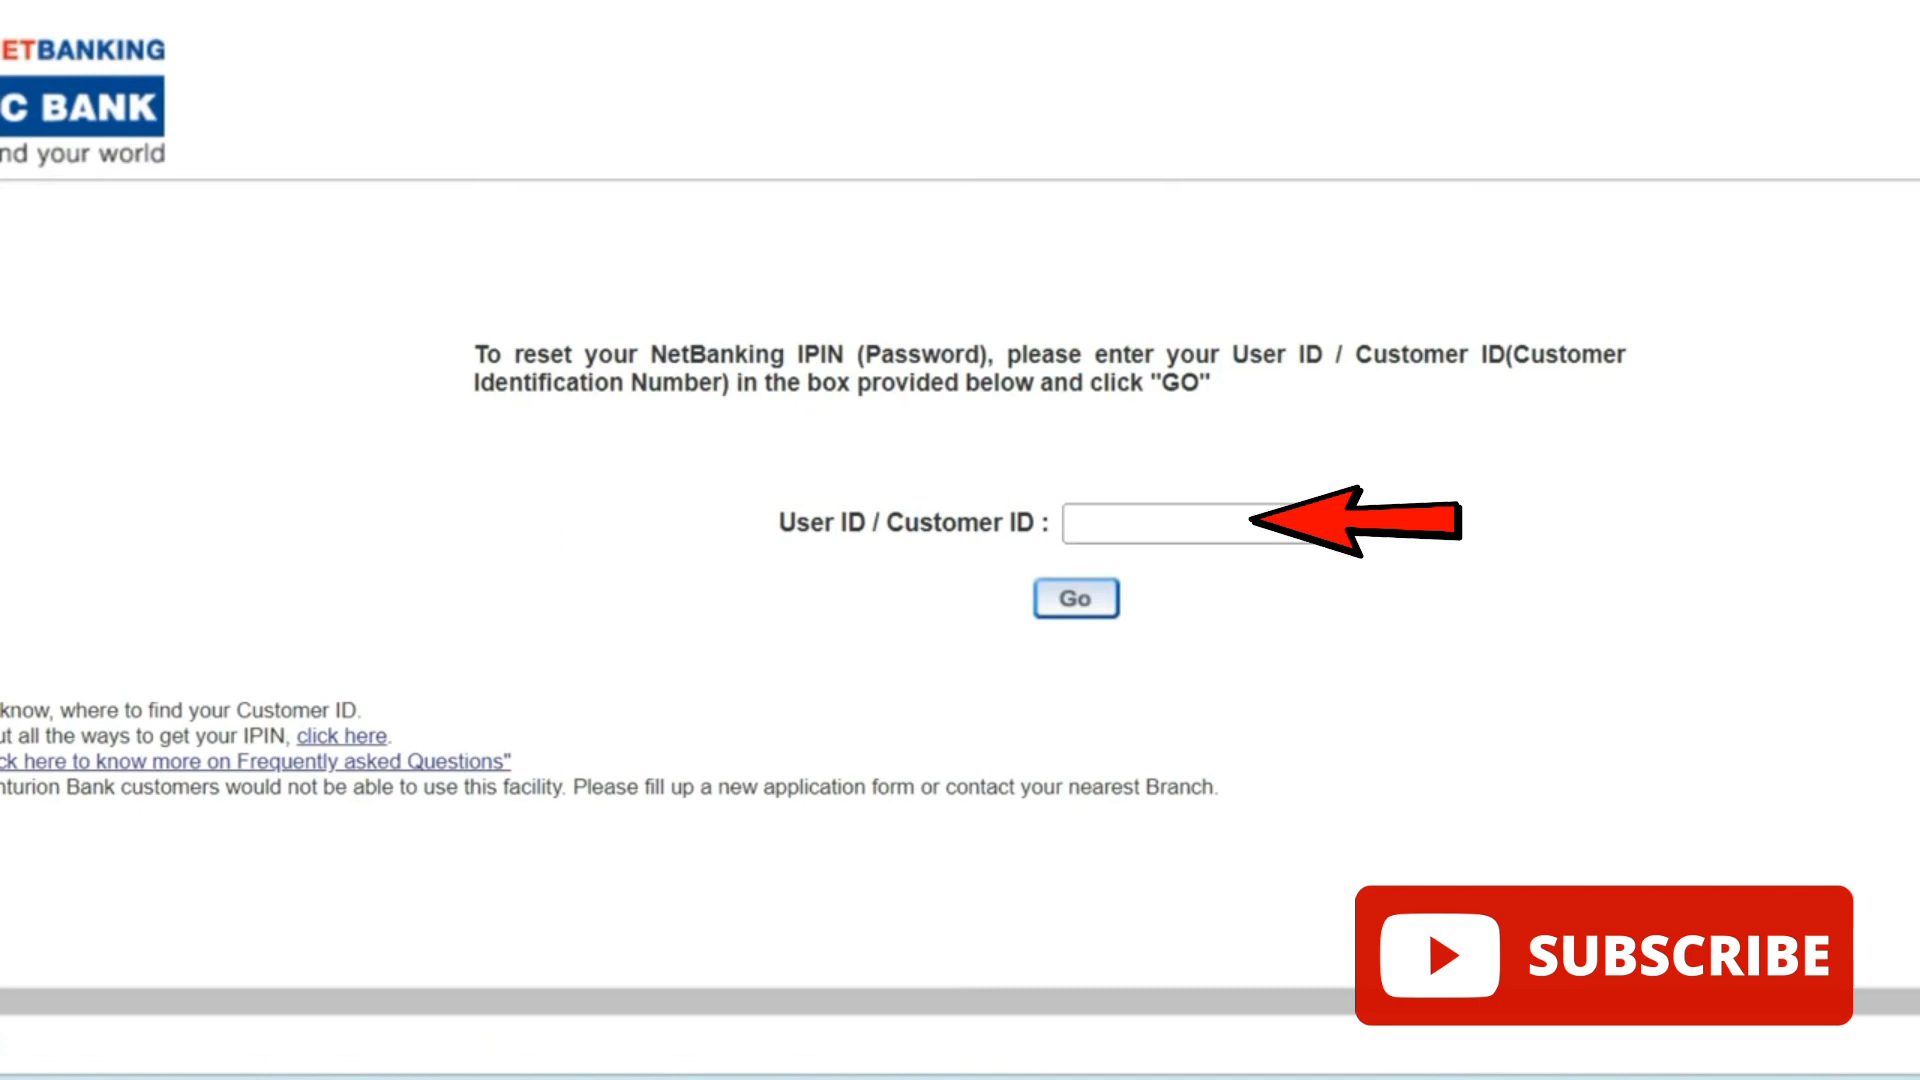 ETBANKING
C BANK
nd your world
To reset your NetBanking IPIN (Password), please enter your User ID / Customer ID(Customer
Identification Number) in the box provided below and click "GO"
User ID / Customer ID :
Go
know, where to find your Customer ID.
ut all the ways to get your IPIN, click here.
ck here to know more on Frequently asked Questions"
nturion Bank customers would not be able to use this facility. Please fill up a new application form or contact your nearest Branch.
SUBSCRIBE